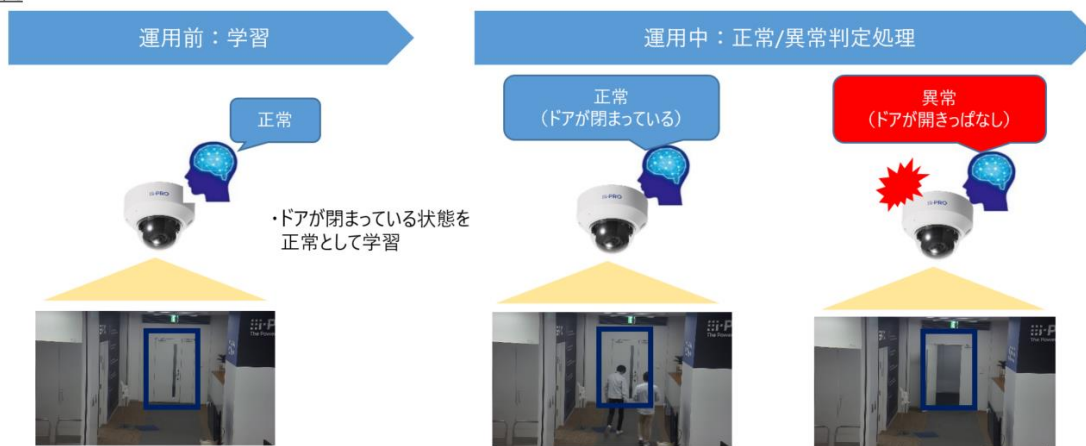 運用前：学習
運用中：正常/異常判定処理
正常
正常
（ドアが閉まっている）
異常
（ドアが開きっぱなし）
i-PRO
i-PRO
i-PRO
・ドアが閉まっている状態を
正常として学習